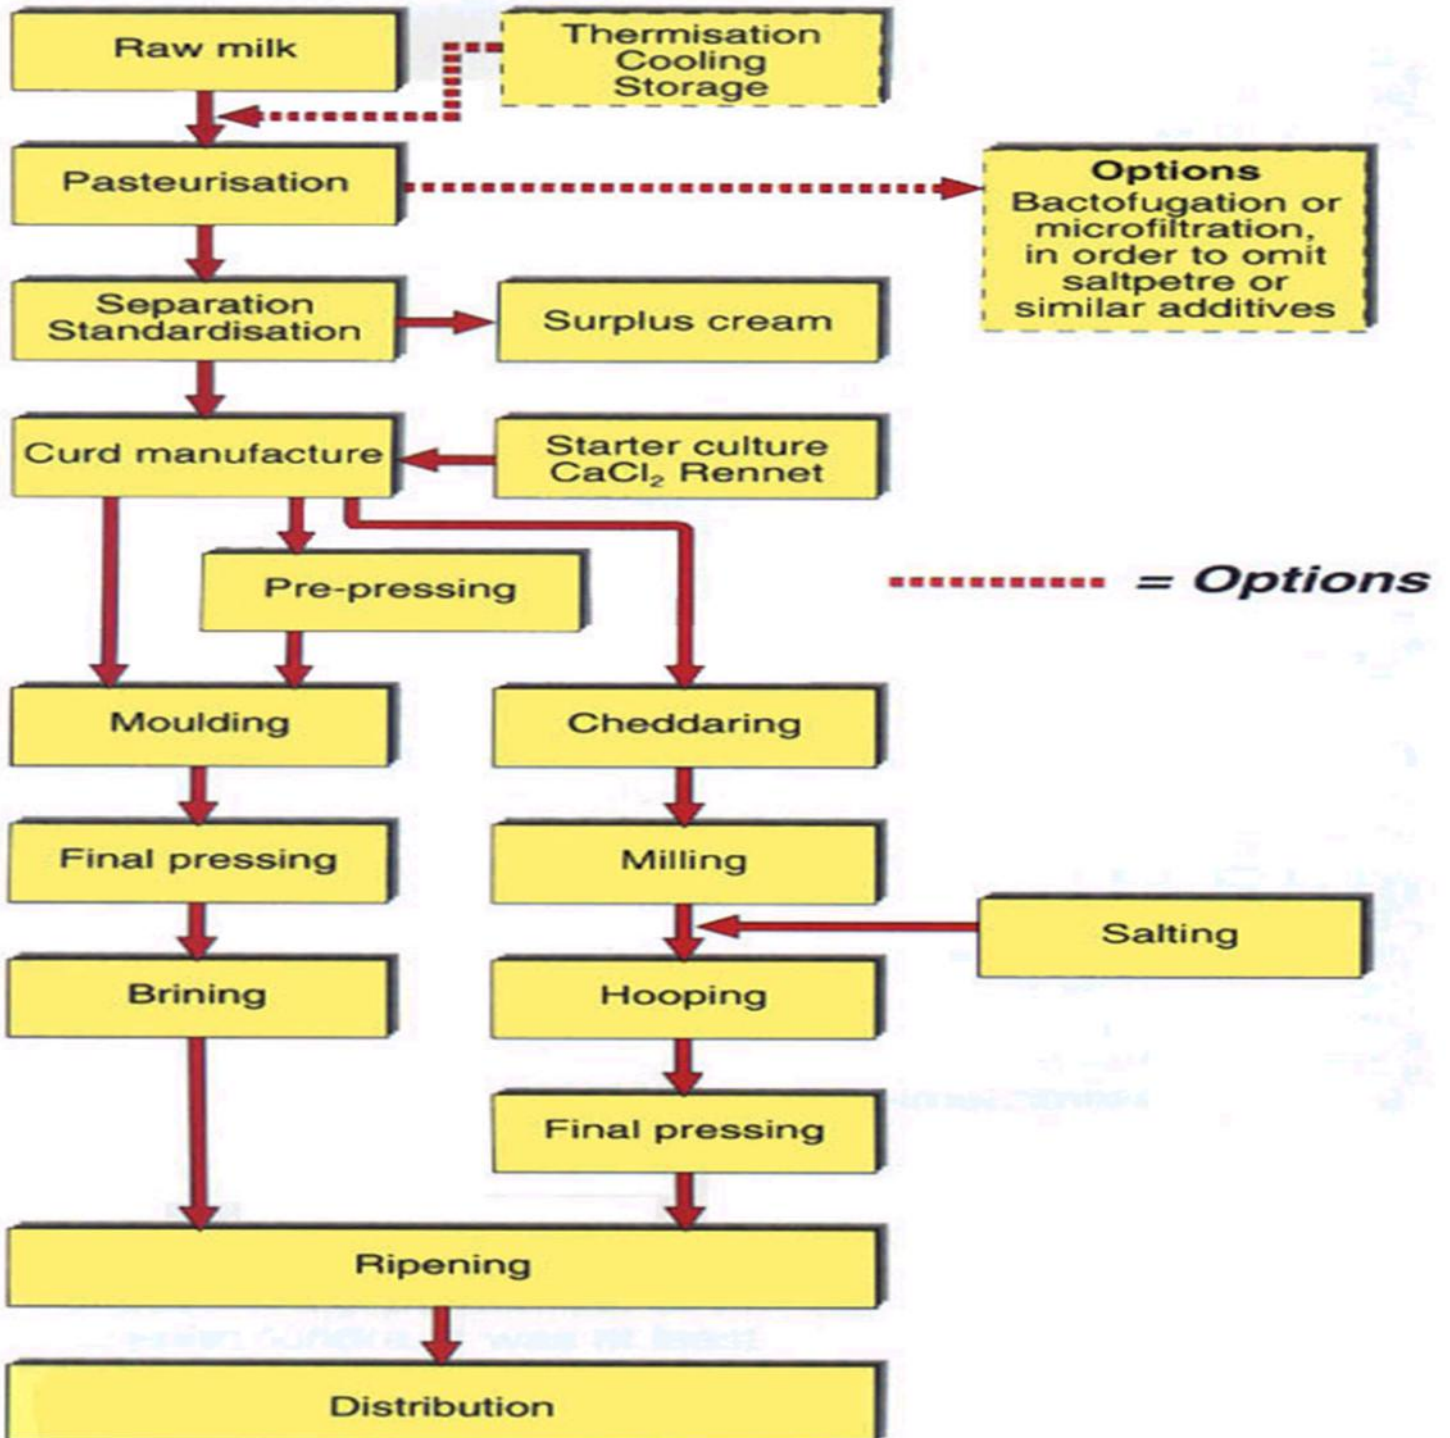 Raw milk
Thermisation
Cooling
Storage
Pasteurisation
Options
Bactofugation or
microfiltration,
in order to omit
saltpetre or
similar additives
Separation
Standardisation
Surplus cream
Curd manufacture
Starter culture
CaCl₂ Rennet
Pre-pressing
= Options
Moulding
Cheddaring
Final pressing
Milling
Salting
Brining
Hooping
Final pressing
Ripening
Distribution